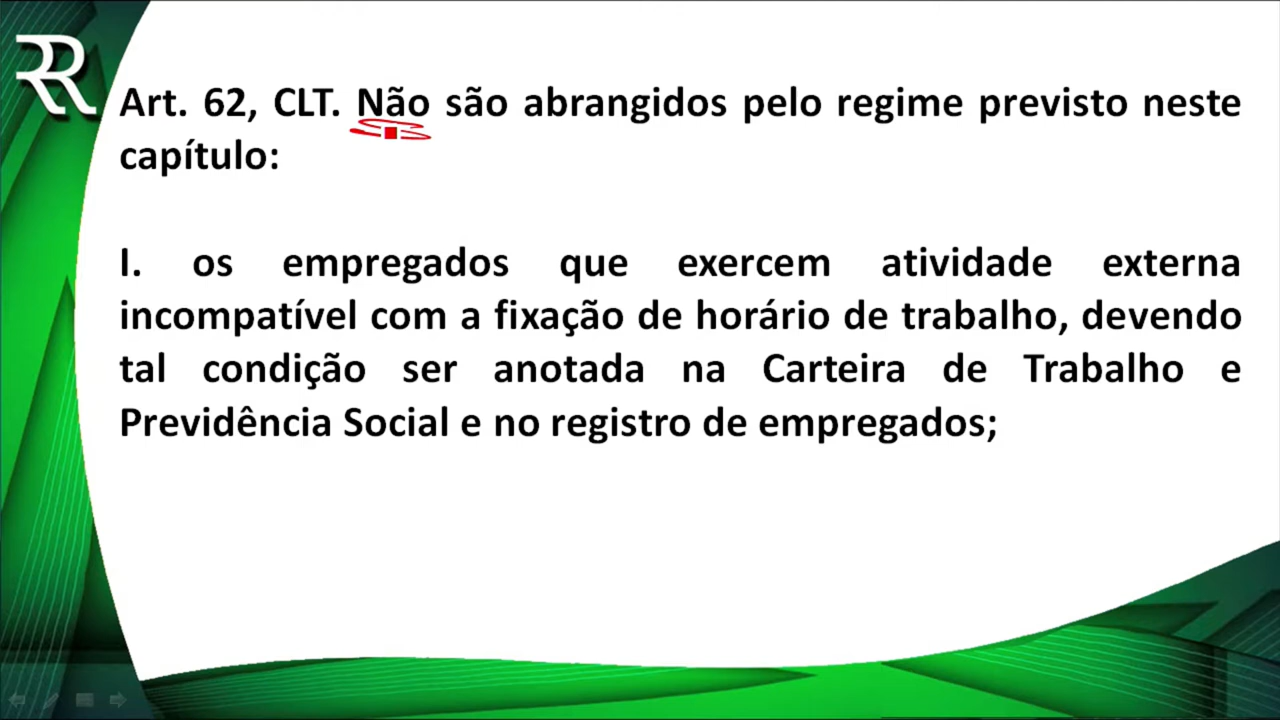 Art. 62, CLT. Não são abrangidos pelo regime previsto neste
capítulo:
I. os empregados que exercem atividade externa
incompatível com a fixação de horário de trabalho, devendo
tal condição ser anotada na Carteira de Trabalho e
Previdência Social e no registro de empregados;